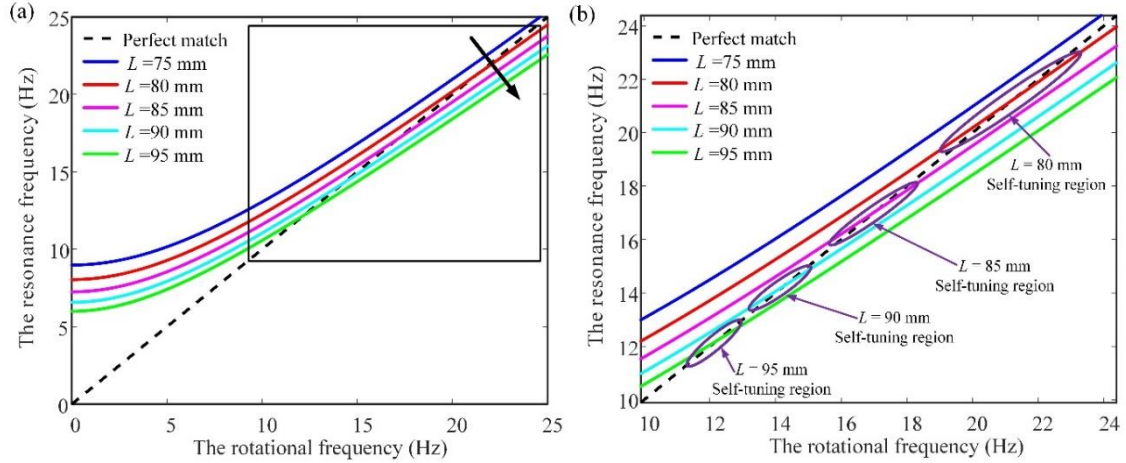 (a)
25
20
15
10
5
0
0 5 10 15 20 25
The resonance frequency (Hz)
The rotational frequency (Hz)
Perfect match
L =75 mm
L =80 mm
L =85 mm
L =90 mm
L =95 mm
(b)
24
22
20
18
16
14
12
10
10 12 14 16 18 20 22 24
The resonance frequency (Hz)
The rotational frequency (Hz)
Perfect match
L =75 mm
L =80 mm
L =85 mm
L =90 mm
L =95 mm
L = 80 mm
Self-tuning region
L = 85 mm
Self-tuning region
L = 90 mm
Self-tuning region
L = 95 mm
Self-tuning region